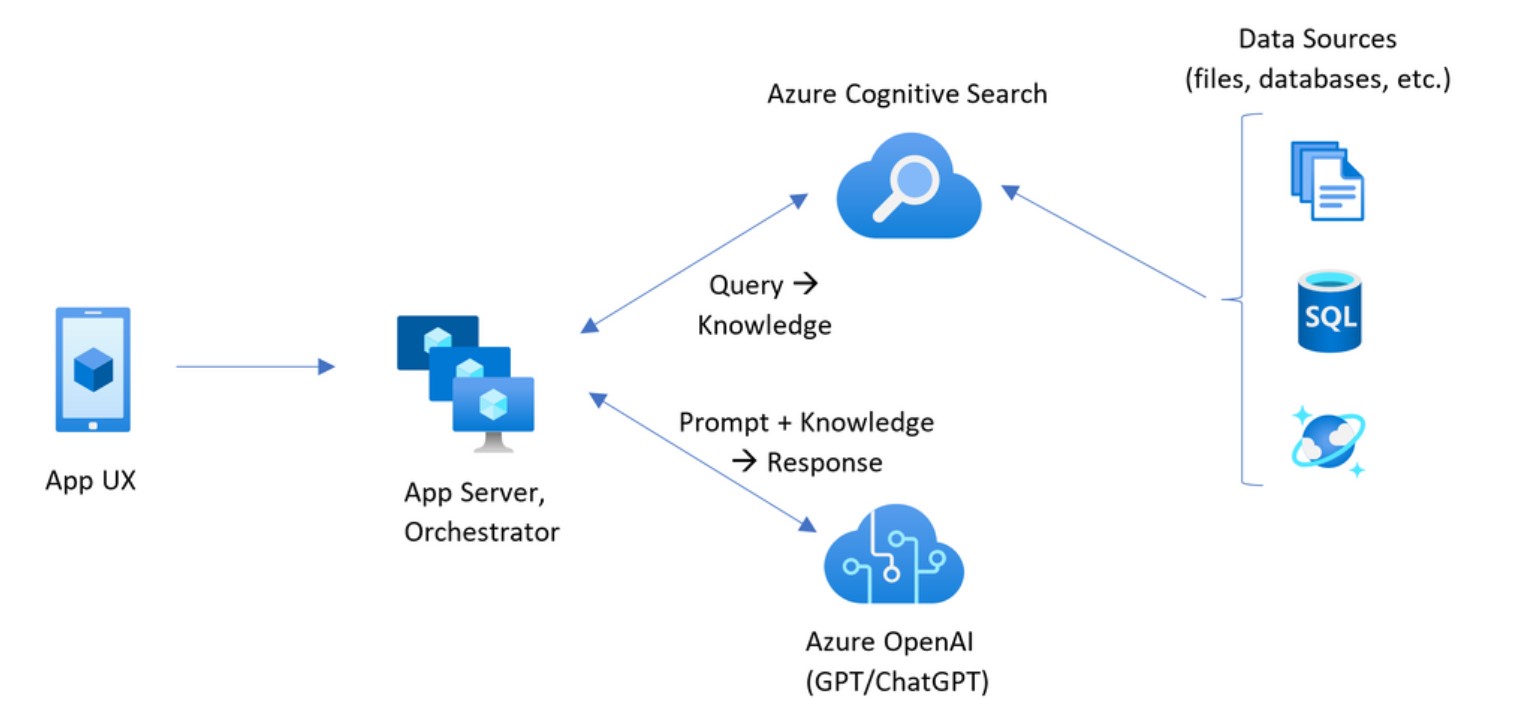 Data Sources
(files, databases, etc.)
Azure Cognitive Search
Query →
Knowledge
SQL
Prompt + Knowledge
→ Response
App UX
App Server,
Orchestrator
Azure OpenAI
(GPT/ChatGPT)